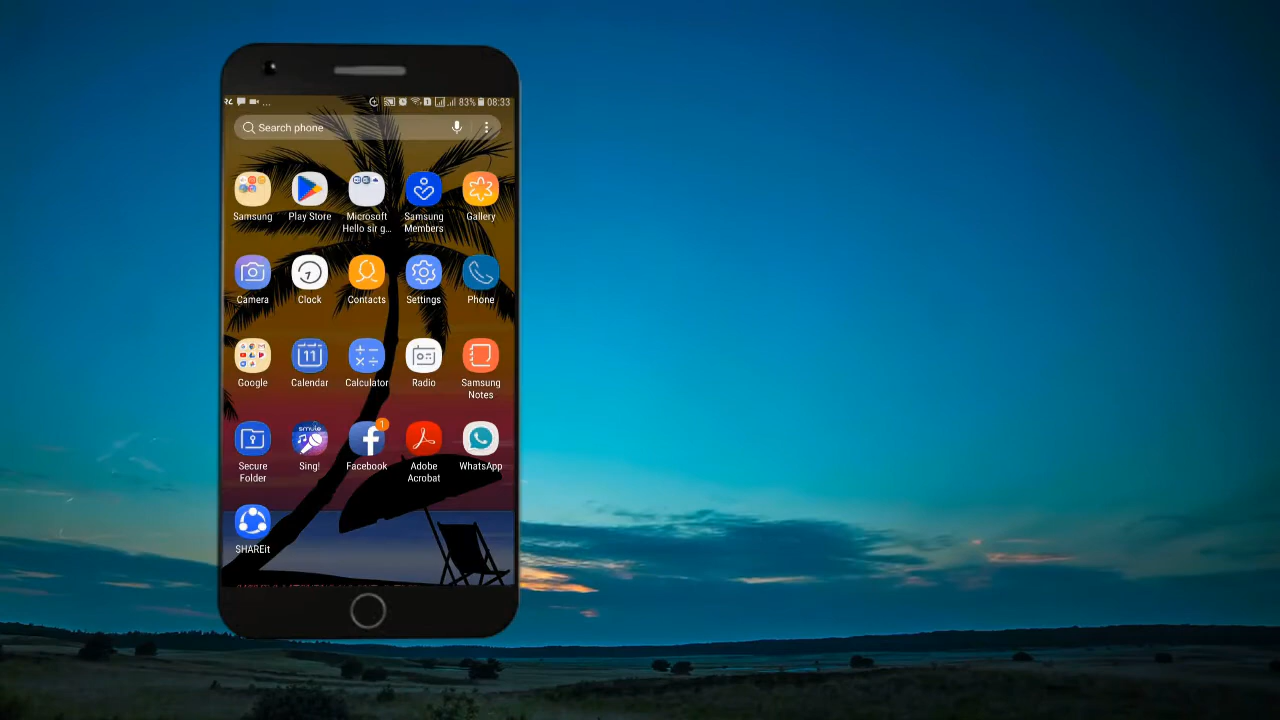 ... 83% 08:33
Search phone
Samsung Play Store Microsoft Samsung Gallery
Hello sir g... Members
Camera Clock Contacts Settings Phone
11
Google Calendar Calculator Radio Samsung
Notes
smule 1
Secure Sing! Facebook Adobe WhatsApp
Folder Acrobat
SHAREit